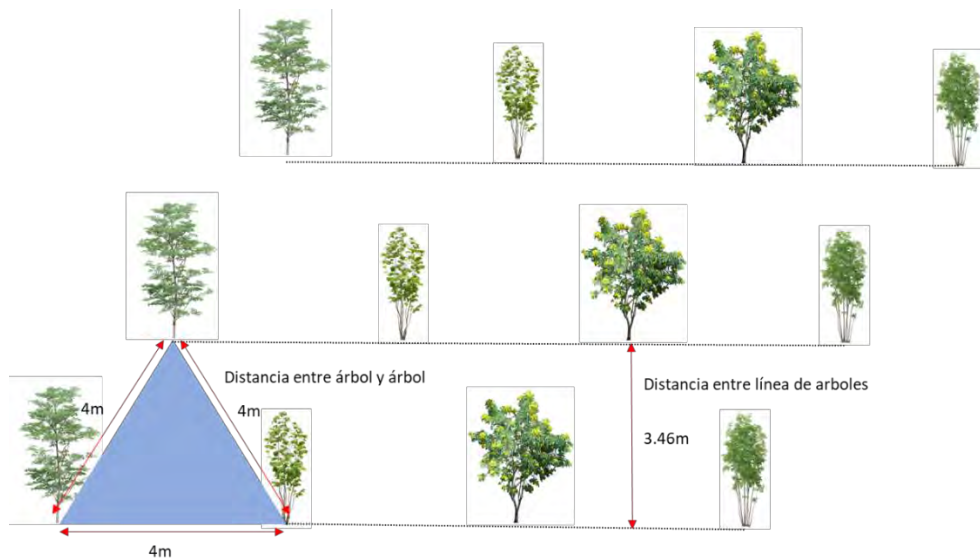 Distancia entre árbol y árbol
Distancia entre línea de arboles
4m
4m
3.46m
4m